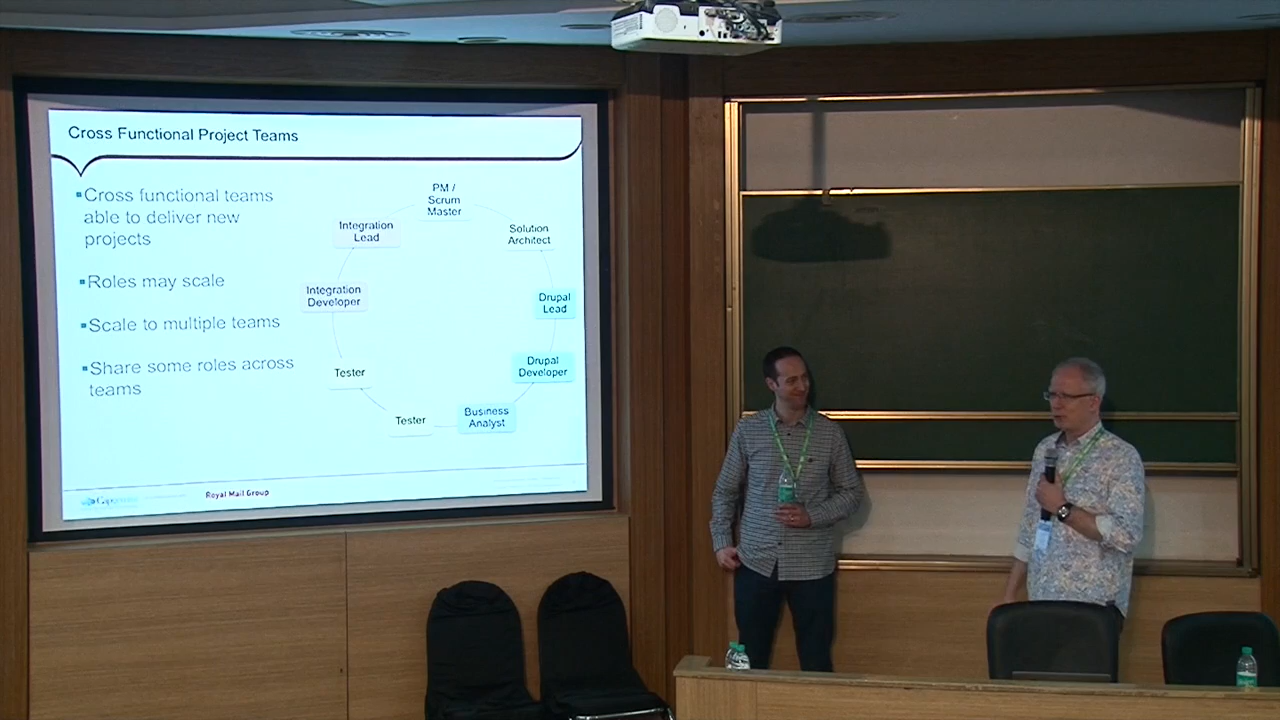 Cross Functional Project Teams
▪Cross functional teams
able to deliver new
projects
▪Roles may scale
▪Scale to multiple teams
▪Share some roles across
teams
PM /
Scrum
Master
Solution
Architect
Drupal
Lead
Drupal
Developer
Business
Analyst
Tester
Tester
Integration
Developer
Integration
Lead
Royal Mail Group